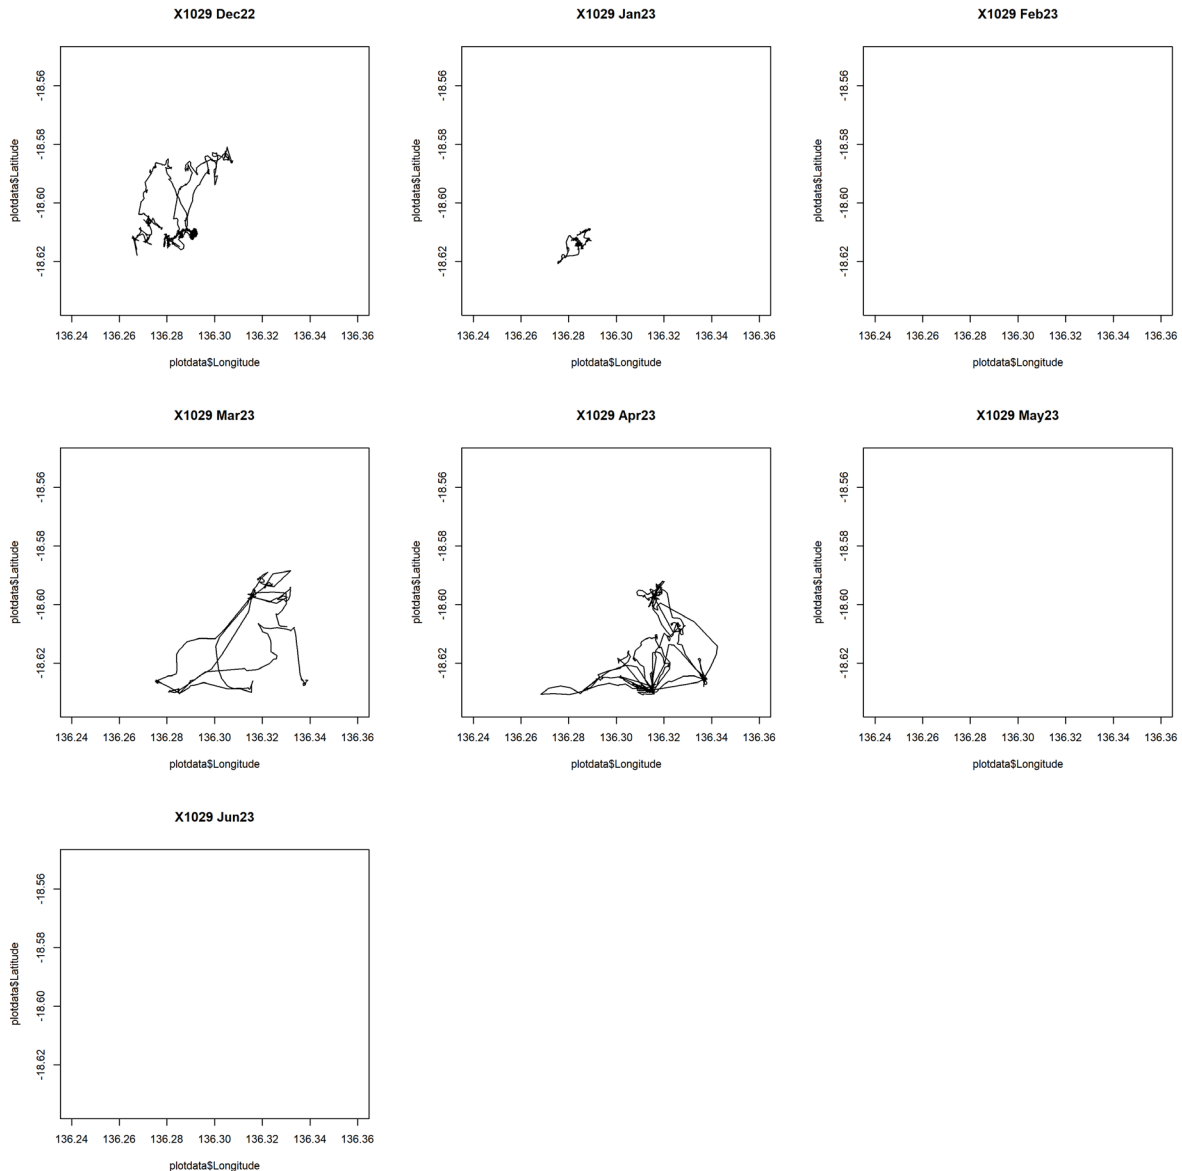 X1029 Dec22
plotdata$Latitude
-18.56
-18.58
-18.60
-18.62
136.24 136.26 136.28 136.30 136.32 136.34 136.36
plotdata$Longitude
X1029 Jan23
plotdata$Latitude
-18.56
-18.58
-18.60
-18.62
136.24 136.26 136.28 136.30 136.32 136.34 136.36
plotdata$Longitude
X1029 Feb23
plotdata$Latitude
-18.56
-18.58
-18.60
-18.62
136.24 136.26 136.28 136.30 136.32 136.34 136.36
plotdata$Longitude
X1029 Mar23
plotdata$Latitude
-18.56
-18.58
-18.60
-18.62
136.24 136.26 136.28 136.30 136.32 136.34 136.36
plotdata$Longitude
X1029 Apr23
plotdata$Latitude
-18.56
-18.58
-18.60
-18.62
136.24 136.26 136.28 136.30 136.32 136.34 136.36
plotdata$Longitude
X1029 May23
plotdata$Latitude
-18.56
-18.58
-18.60
-18.62
136.24 136.26 136.28 136.30 136.32 136.34 136.36
plotdata$Longitude
X1029 Jun23
plotdata$Latitude
-18.56
-18.58
-18.60
-18.62
136.24 136.26 136.28 136.30 136.32 136.34 136.36
plotdata$Longitude